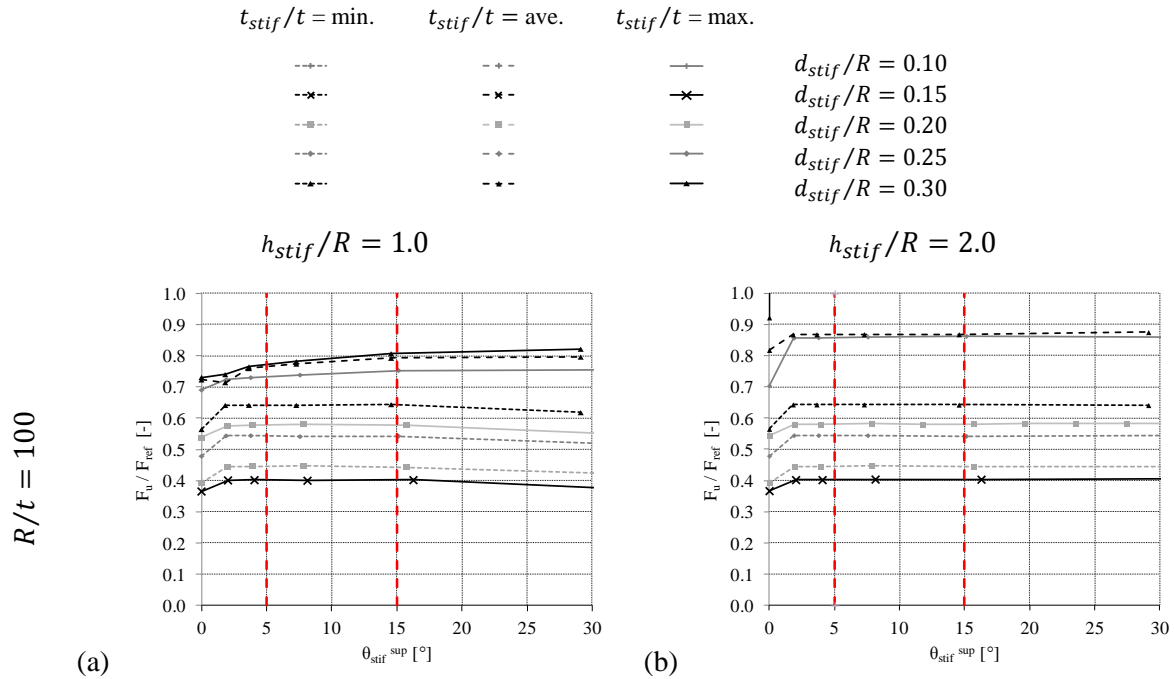 t_stif/t = min. t_stif/t = ave. t_stif/t = max.
d_stif/R = 0.10
d_stif/R = 0.15
d_stif/R = 0.20
d_stif/R = 0.25
d_stif/R = 0.30
h_stif/R = 1.0 h_stif/R = 2.0
R/t = 100
F_u / F_ref [-]
1.0
0.9
0.8
0.7
0.6
0.5
0.4
0.3
0.2
0.1
0.0
0 5 10 15 20 25 30
θ_stif^sup [°]
(a)
F_u / F_ref [-]
1.0
0.9
0.8
0.7
0.6
0.5
0.4
0.3
0.2
0.1
0.0
0 5 10 15 20 25 30
θ_stif^sup [°]
(b)